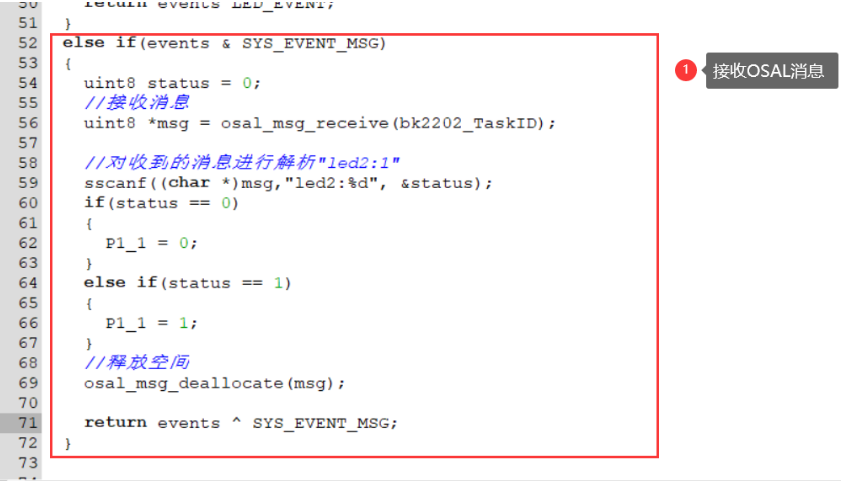 50 return events LED_EVENT;
51 }
52 else if(events & SYS_EVENT_MSG)
53 {
54 uint8 status = 0;
55 //接收消息
56 uint8 *msg = osal_msg_receive(bk2202_TaskID);
57
58 //对收到的消息进行解析"led2:1"
59 sscanf((char *)msg,"led2:%d", &status);
60 if(status == 0)
61 {
62 P1_1 = 0;
63 }
64 else if(status == 1)
65 {
66 P1_1 = 1;
67 }
68 //释放空间
69 osal_msg_deallocate(msg);
70
71 return events ^ SYS_EVENT_MSG;
72 }
73
1 接收OSAL消息